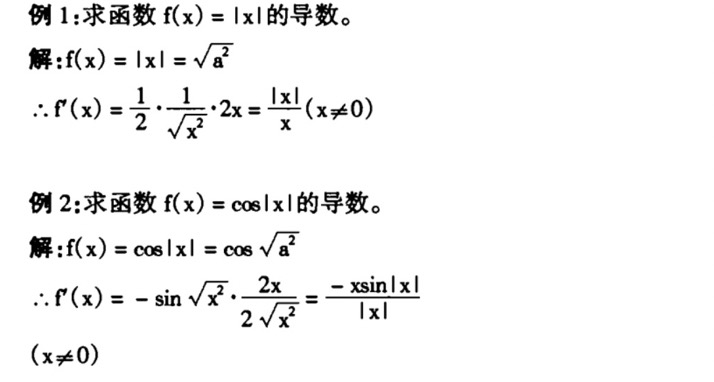 例1:求函数 f(x) = |x|的导数。
解:f(x) = |x| = √a²
∴f′(x) = 1/2 · 1/√x² · 2x = |x|/x (x≠0)
例2:求函数 f(x) = cos|x|的导数。
解:f(x) = cos|x| = cos √a²
∴f′(x) = - sin √x² · 2x/(2√x²) = - xsin|x|/|x|
(x≠0)